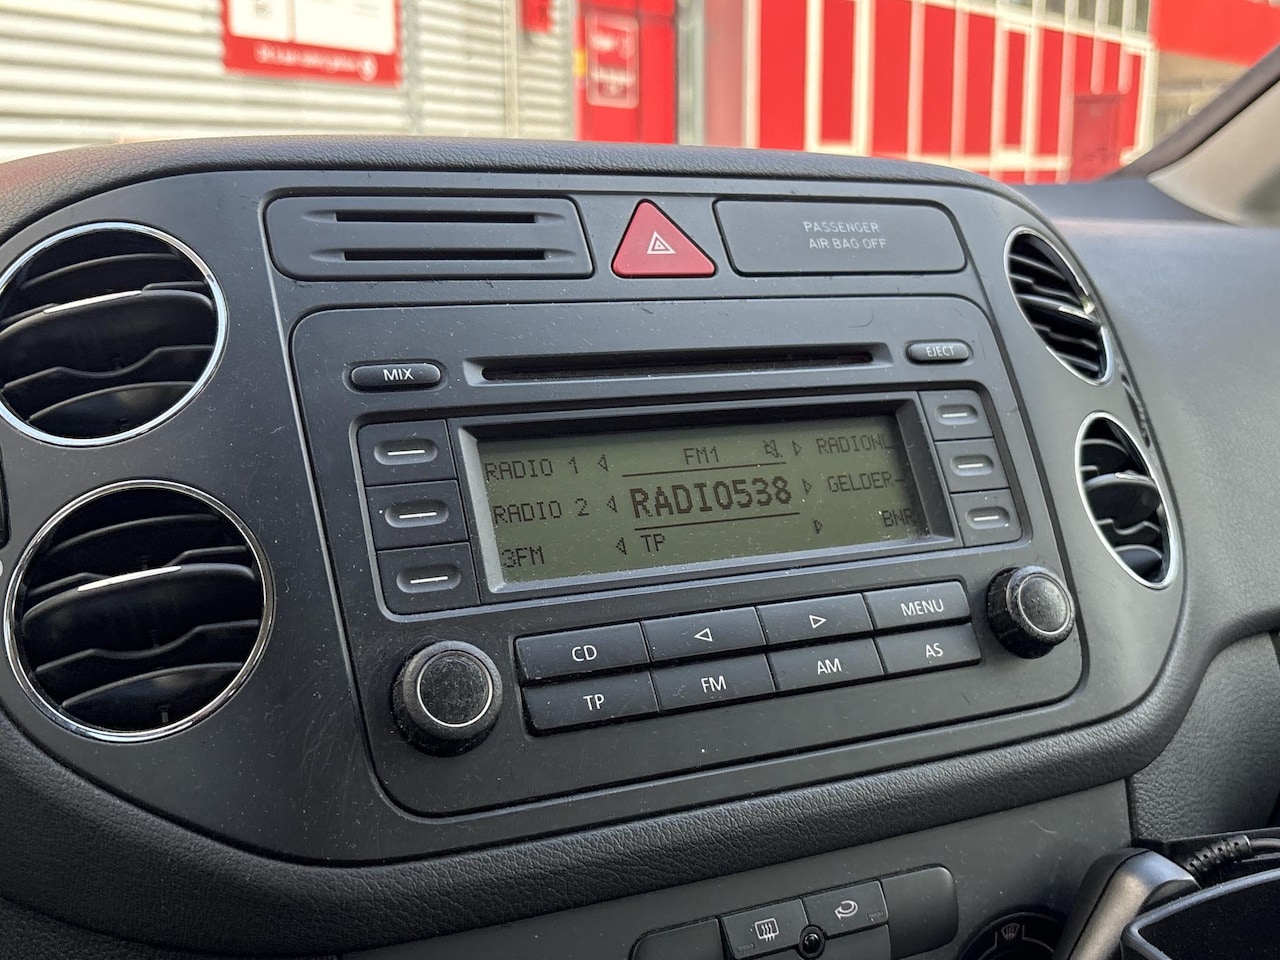 PASSENGER
AIR BAG OFF
MIX
EJECT
RADIO 1
FM1
RADIONL
RADIO 2
RADIO538
GELDER-
3FM
TP
BNR
CD
MENU
TP
FM
AM
AS